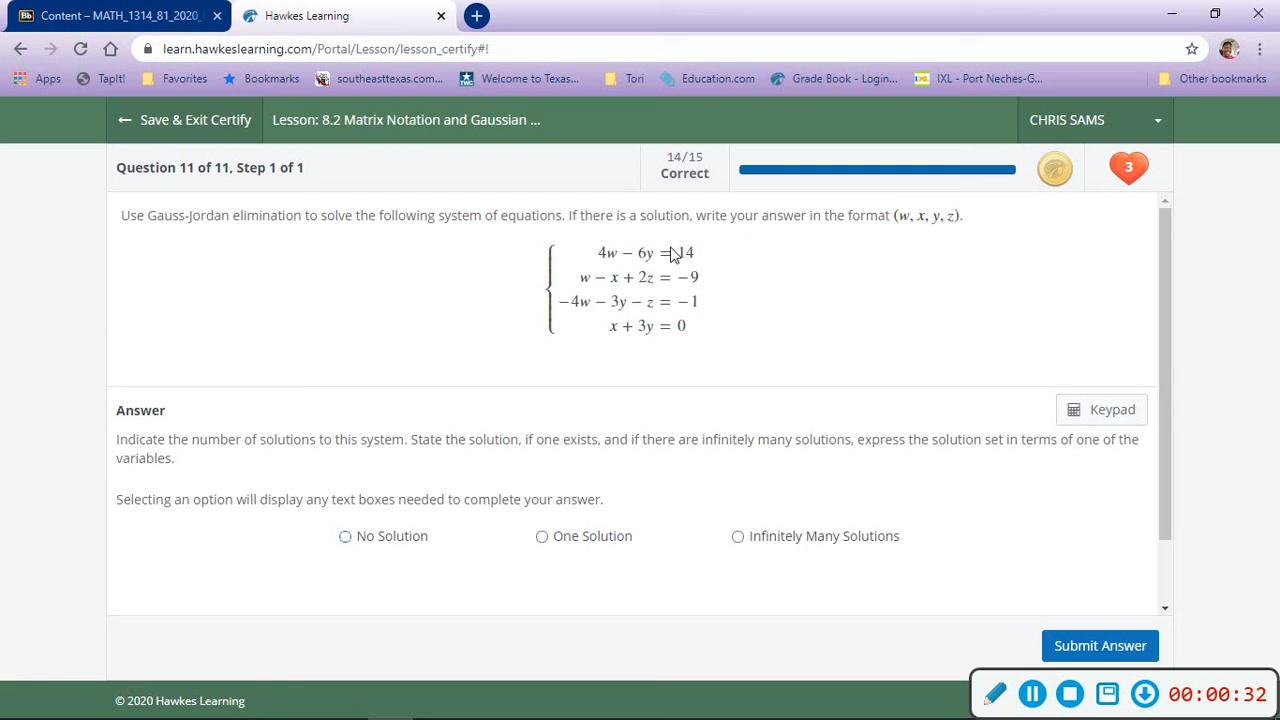 Content – MATH_1314_81_2020_
Hawkes Learning
learn.hawkeslearning.com/Portal/Lesson/lesson_certify#!
Apps TapIt! Favorites Bookmarks southeasttexas.com... Welcome to Texas... Tori Education.com Grade Book - Login... IXL - Port Neches-G... Other bookmarks
← Save & Exit Certify Lesson: 8.2 Matrix Notation and Gaussian ... CHRIS SAMS
Question 11 of 11, Step 1 of 1
14/15
Correct
3
Use Gauss-Jordan elimination to solve the following system of equations. If there is a solution, write your answer in the format (w, x, y, z).
4w − 6y = 14
w − x + 2z = −9
−4w − 3y − z = −1
x + 3y = 0
Answer
Keypad
Indicate the number of solutions to this system. State the solution, if one exists, and if there are infinitely many solutions, express the solution set in terms of one of the
variables.
Selecting an option will display any text boxes needed to complete your answer.
No Solution One Solution Infinitely Many Solutions
Submit Answer
© 2020 Hawkes Learning
00:00:32